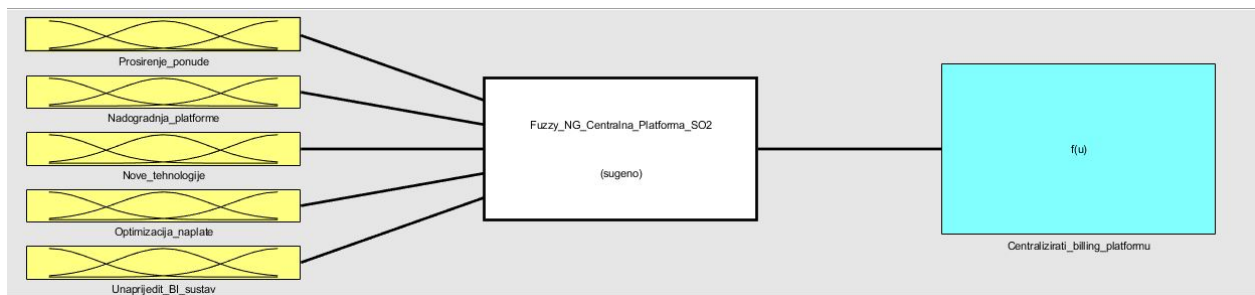 Prosirenje_ponude
Nadogradnja_platforme
Nove_tehnologije
Optimizacija_naplate
Unaprijedit_BI_sustav
Fuzzy_NG_Centralna_Platforma_SO2
(sugeno)
f(u)
Centralizirati_billing_platformu